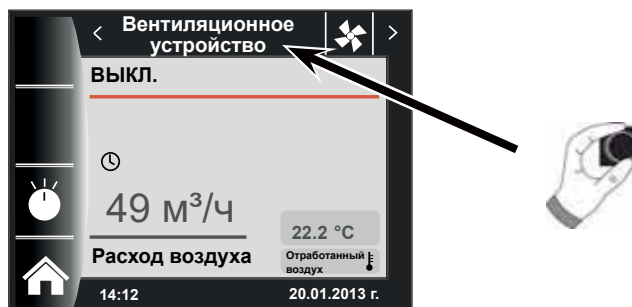 Вентиляционное
устройство
ВЫКЛ.
49 м³/ч
22.2 °C
Расход воздуха
Отработанный
воздух
14:12 20.01.2013 г.